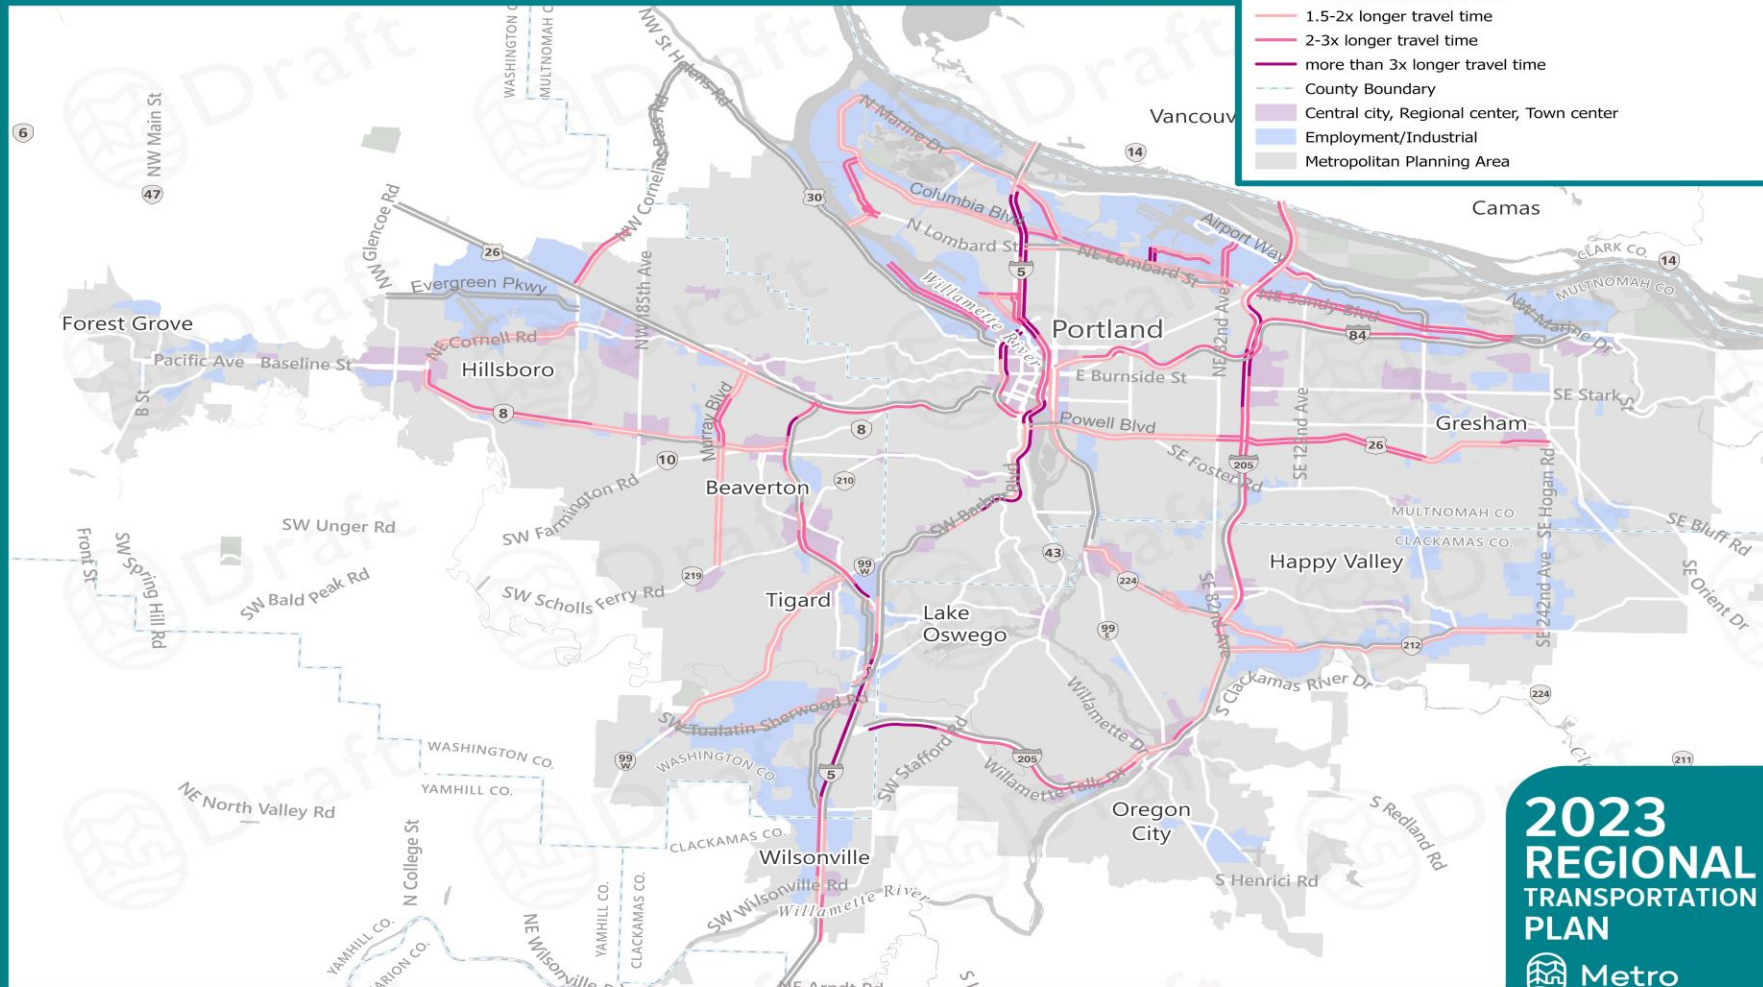 1.5-2x longer travel time
2-3x longer travel time
more than 3x longer travel time
County Boundary
Central city, Regional center, Town center
Employment/Industrial
Metropolitan Planning Area
Draft
Draft
Draft
Draft
WASHINGTON C
MULTNOMAH C
NW St Helens Rd
NW Main St
6
47
NW Cornelius Pass Rd
30
N Marine Dr
Vancouv
14
Camas
CLARK CO.
14
MULTNOMAH CO.
NW Glencoe Rd
26
Columbia Blvd
Airport Way
N Lombard St
NE Lombard St
5
NW 185th Ave
Evergreen Pkwy
Willamette River
NE Sandy Blvd
NW Marine Dr
Forest Grove
Portland
84
NE Cornell Rd
Pacific Ave
Baseline St
Hillsboro
E Burnside St
NE 82nd Ave
B St
8
Murray Blvd
8
SE 122nd Ave
SE Stark St
Powell Blvd
Gresham
26
10
SE Foster Rd
205
210
Beaverton
SW Barbur Blvd
SE Hogan Rd
SW Farmington Rd
SW Unger Rd
MULTNOMAH CO.
CLACKAMAS CO.
SE Bluff Rd
Front St
SW Spring Hill Rd
43
Happy Valley
99
W
219
224
SW Bald Peak Rd
SW Scholls Ferry Rd
Tigard
SE 82nd Ave
SE 242nd Ave
SE Orient Dr
Lake
Oswego
99
E
212
S Clackamas River Dr
224
Willamette Dr
SW Tualatin Sherwood Rd
SW Stafford Rd
WASHINGTON CO.
YAMHILL CO.
99
W
WASHINGTON CO
205
211
5
Willamette Falls Dr
NE North Valley Rd
Oregon
City
S Redland Rd
N College St
CLACKAMAS CO.
Wilsonville
S Henrici Rd
SW Wilsonville Rd
Willamette River
YAMHILL CO.
CLACKAMAS CO.
YAMHILL CO.
ARION CO.
NE Wilsonville
NE Arndt Rd
2023
REGIONAL
TRANSPORTATION
PLAN
Metro